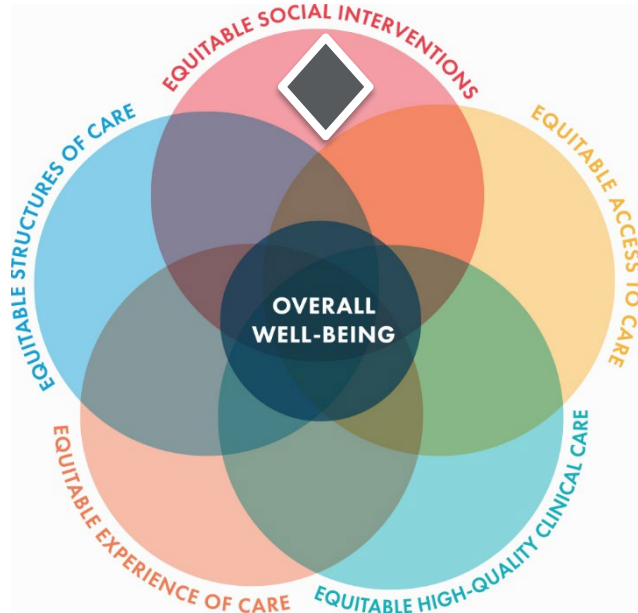 EQUITABLE SOCIAL INTERVENTIONS
EQUITABLE STRUCTURES OF CARE
EQUITABLE ACCESS TO CARE
OVERALL
WELL-BEING
EQUITABLE EXPERIENCE OF CARE
EQUITABLE HIGH-QUALITY CLINICAL CARE